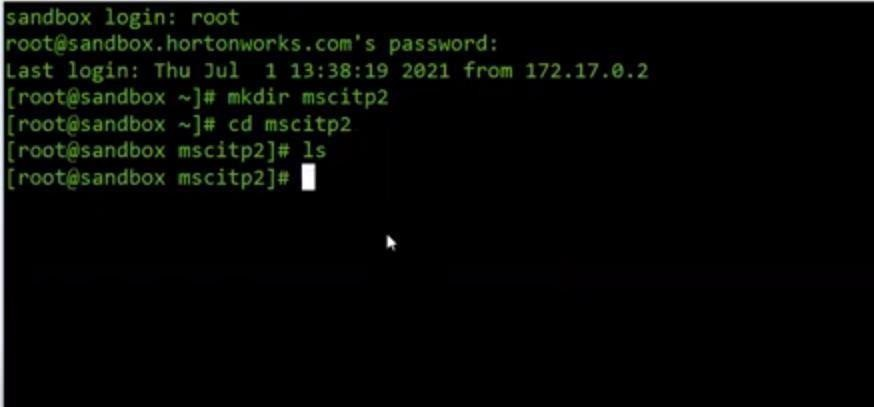 sandbox login: root
root@sandbox.hortonworks.com's password:
Last login: Thu Jul  1 13:38:19 2021 from 172.17.0.2
[root@sandbox ~]# mkdir mscitp2
[root@sandbox ~]# cd mscitp2
[root@sandbox mscitp2]# ls
[root@sandbox mscitp2]#